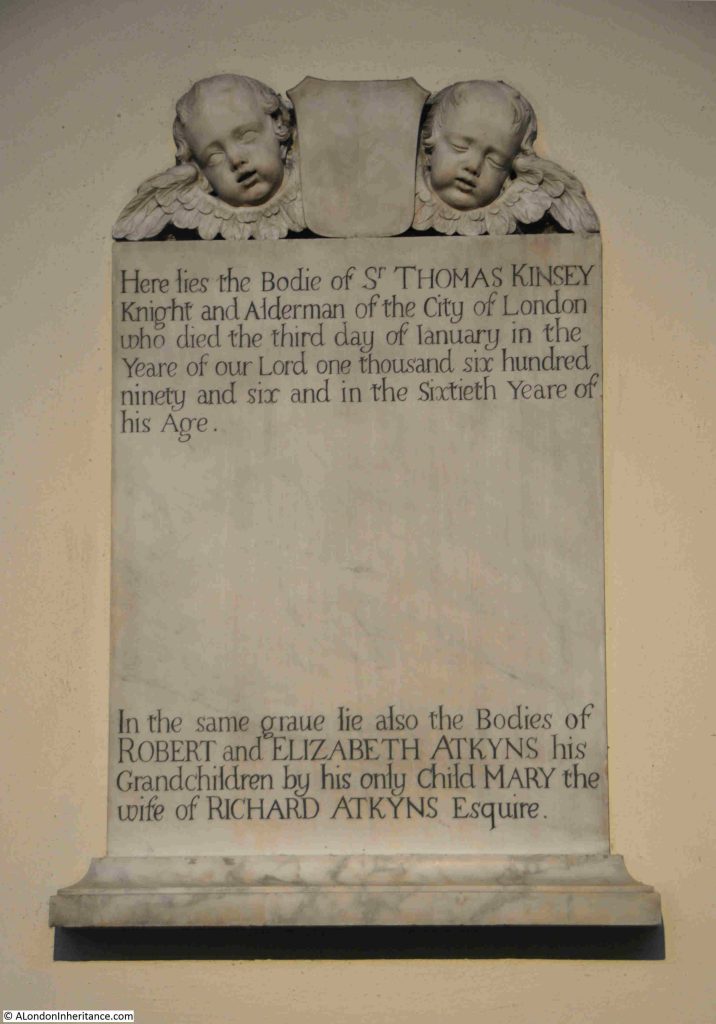 Here lies the Bodie of Sr THOMAS KINSEY
Knight and Alderman of the City of London
who died the third day of Ianuary in the
Yeare of our Lord one thousand six hundred
ninety and six and in the Sixtieth Yeare of
his Age.
In the same graue lie also the Bodies of
ROBERT and ELIZABETH ATKYNS his
Grandchildren by his only Child MARY the
wife of RICHARD ATKYNS Esquire.
© ALondonInheritance.com